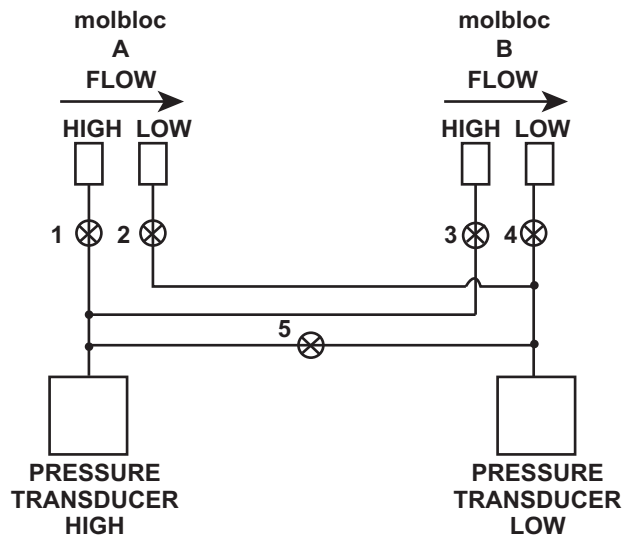 molbloc
A
FLOW
HIGH LOW
molbloc
B
FLOW
HIGH LOW
1
2
3
4
5
PRESSURE
TRANSDUCER
HIGH
PRESSURE
TRANSDUCER
LOW